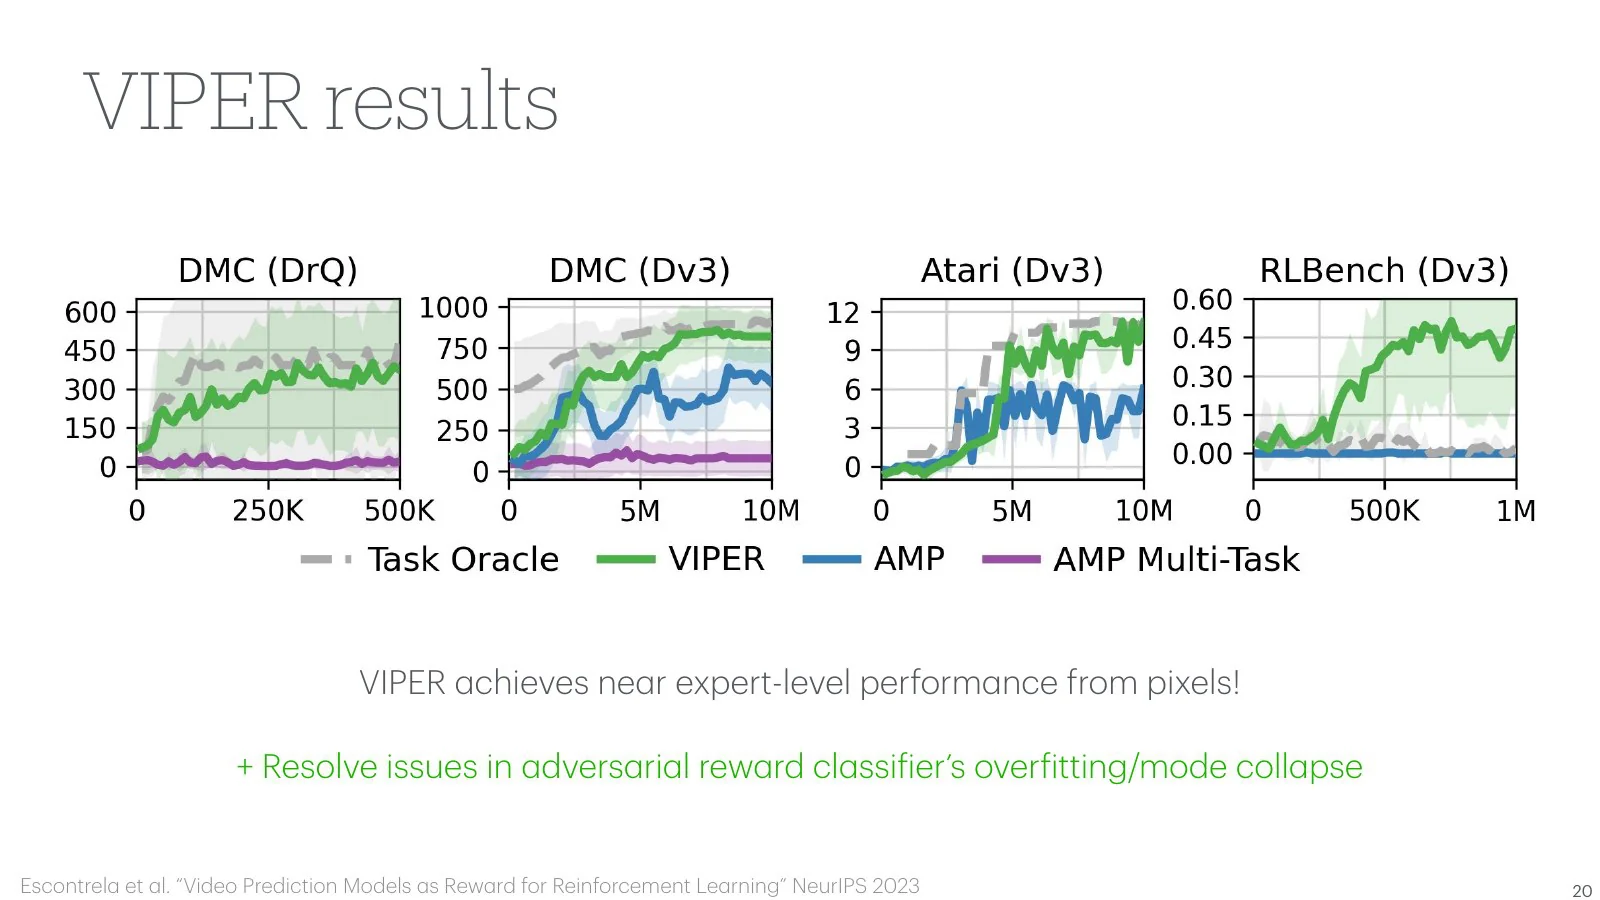 VIPER results
DMC (DrQ)
600
450
300
150
0
0
250K
500K
DMC (Dv3)
1000
750
500
250
0
0
5M
10M
Atari (Dv3)
12
9
6
3
0
0
5M
10M
RLBench (Dv3)
0.60
0.45
0.30
0.15
0.00
0
500K
1M
Task Oracle
VIPER
AMP
AMP Multi-Task
VIPER achieves near expert-level performance from pixels!
+ Resolve issues in adversarial reward classifier’s overfitting/mode collapse
Escontrela et al. “Video Prediction Models as Reward for Reinforcement Learning” NeurIPS 2023
20